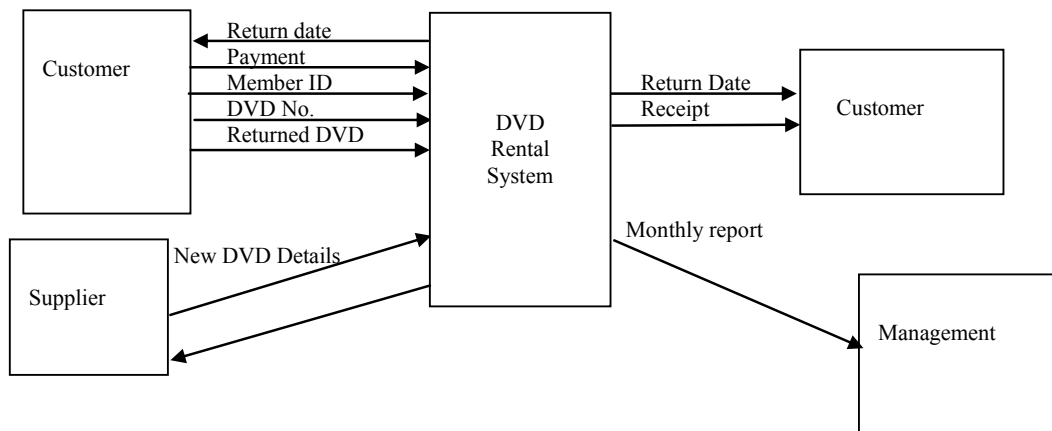 Return date
Customer
Payment
Member ID
DVD No.
Returned DVD
DVD
Rental
System
Return Date
Receipt
Customer
New DVD Details
Supplier
Monthly report
Management